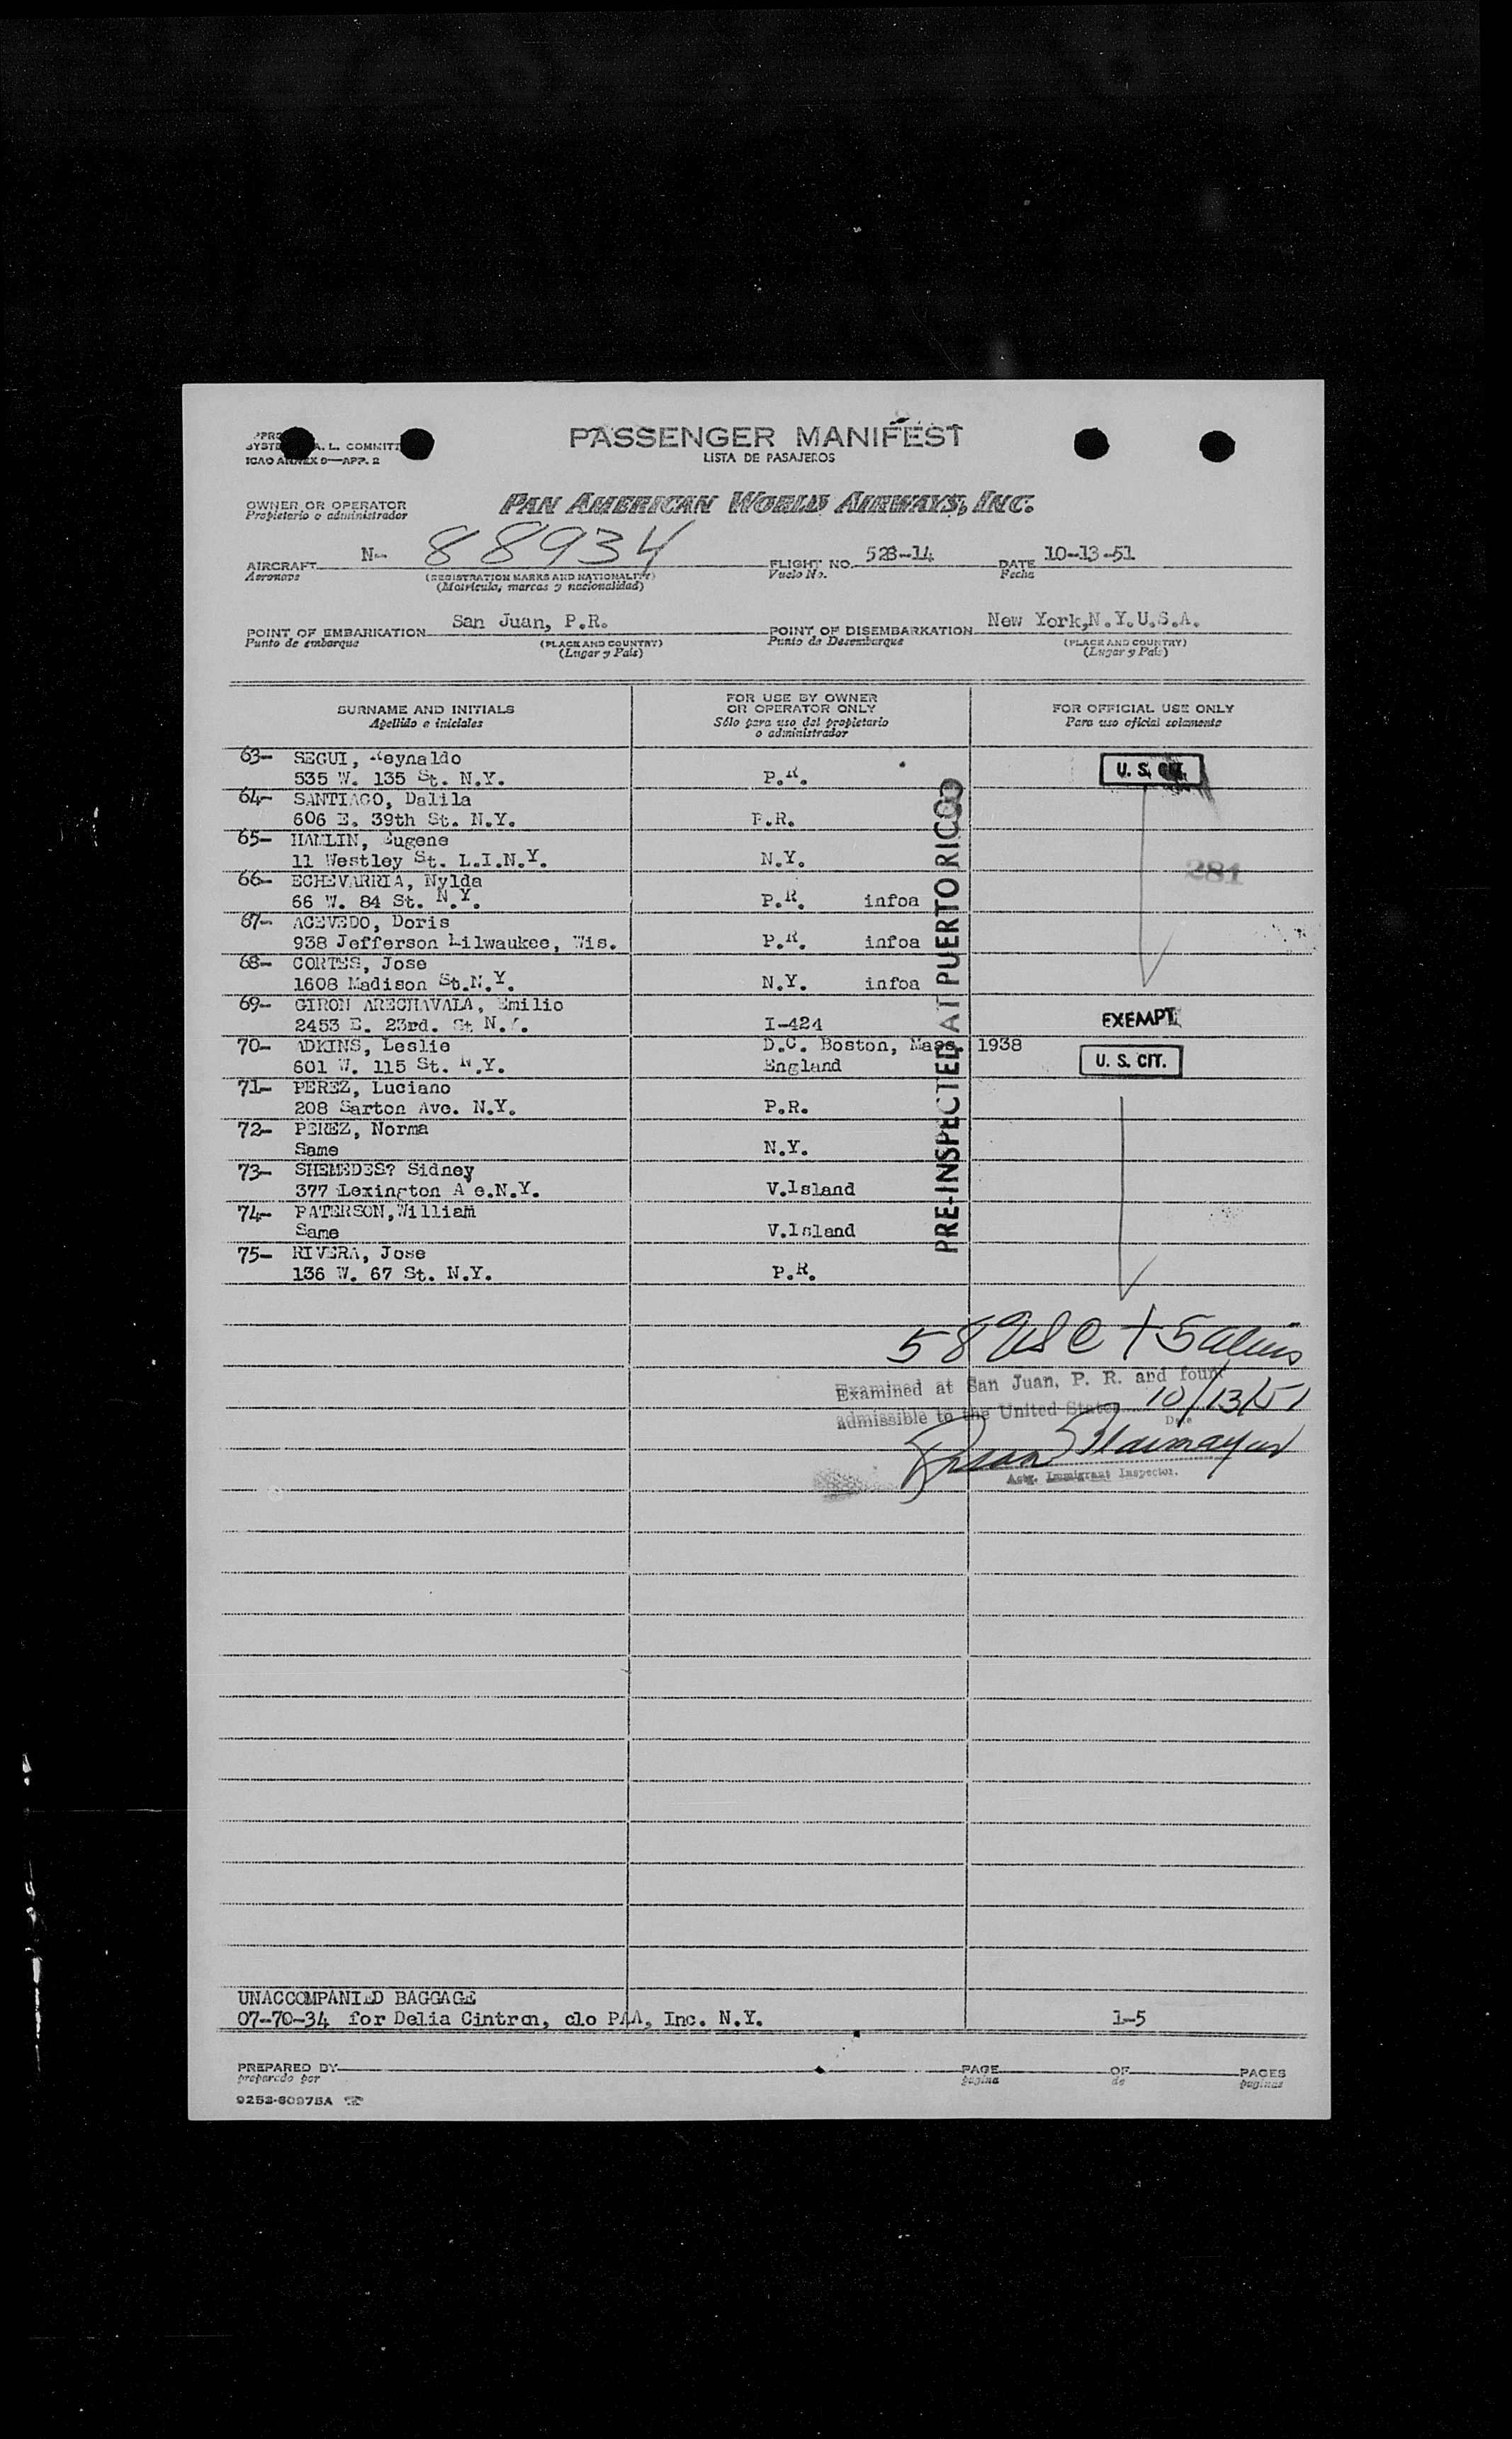 PASSENGER MANIFEST
LISTA DE PASAJEROS
A. L. COMMITT
ICAO ANNEX 9—APP. 2
OWNER OR OPERATOR
Propietario o administrador
PAN AMERICAN WORLD AIRWAYS, INC.
AIRCRAFT N- 88934 FLIGHT NO. 528-14 DATE 10-13-51
Aeronave (REGISTRATION MARKS AND NATIONALITY) Vuelo No. Fecha
(Matrícula, marcas y nacionalidad)
POINT OF EMBARKATION San Juan, P.R. POINT OF DISEMBARKATION New York,N.Y.U.S.A.
Punto de embarque (PLACE AND COUNTRY) Punto de Desembarque (PLACE AND COUNTRY)
(Lugar y País) (Lugar y País)
SURNAME AND INITIALS
Apellido e iniciales
FOR USE BY OWNER
OR OPERATOR ONLY
Sólo para uso del propietario
o administrador
FOR OFFICIAL USE ONLY
Para uso oficial solamente
63- SEGUI, Reynaldo
535 W. 135 St. N.Y. P.R. U. S. CIT.
64- SANTIAGO, Dalila
606 E. 39th St. N.Y. P.R.
65- HAMLIN, Eugene
11 Westley St. L.I.N.Y. N.Y. 281
66- ECHEVARRIA, Nylda
66 W. 84 St. N.Y. P.R. infoa
67- ACEVEDO, Doris
938 Jefferson Milwaukee, Wis. P.R. infoa
68- CORTES, Jose
1608 Madison St.N.Y. N.Y. infoa
69- GIRON ARECHAVALA, Emilio
2453 E. 23rd. St N.Y. I-424 EXEMPT
70- ADKINS, Leslie D.C. Boston, Mass. 1938
601 W. 115 St. N.Y. England U. S. CIT.
71- PEREZ, Luciano
208 Sarton Ave. N.Y. P.R.
72- PEREZ, Norma
Same N.Y.
73- SHEMEDES? Sidney
377 Lexington A e.N.Y. V.Island
74- PATERSON,William
Same V.Island
75- RIVERA, Jose
136 W. 67 St. N.Y. P.R.
PRE-INSPECTED AT PUERTO RICO
58 USC + 5 aliens
Examined at San Juan, P. R. and found
admissible to the United States 10/13/51
Date
Actg. Immigrant Inspector.
UNACCOMPANIED BAGGAGE
07-70-34 for Delia Cintron, clo PAA, Inc. N.Y. 1-5
PREPARED BY PAGE OF PAGES
preparado por página de páginas
9253-60975A